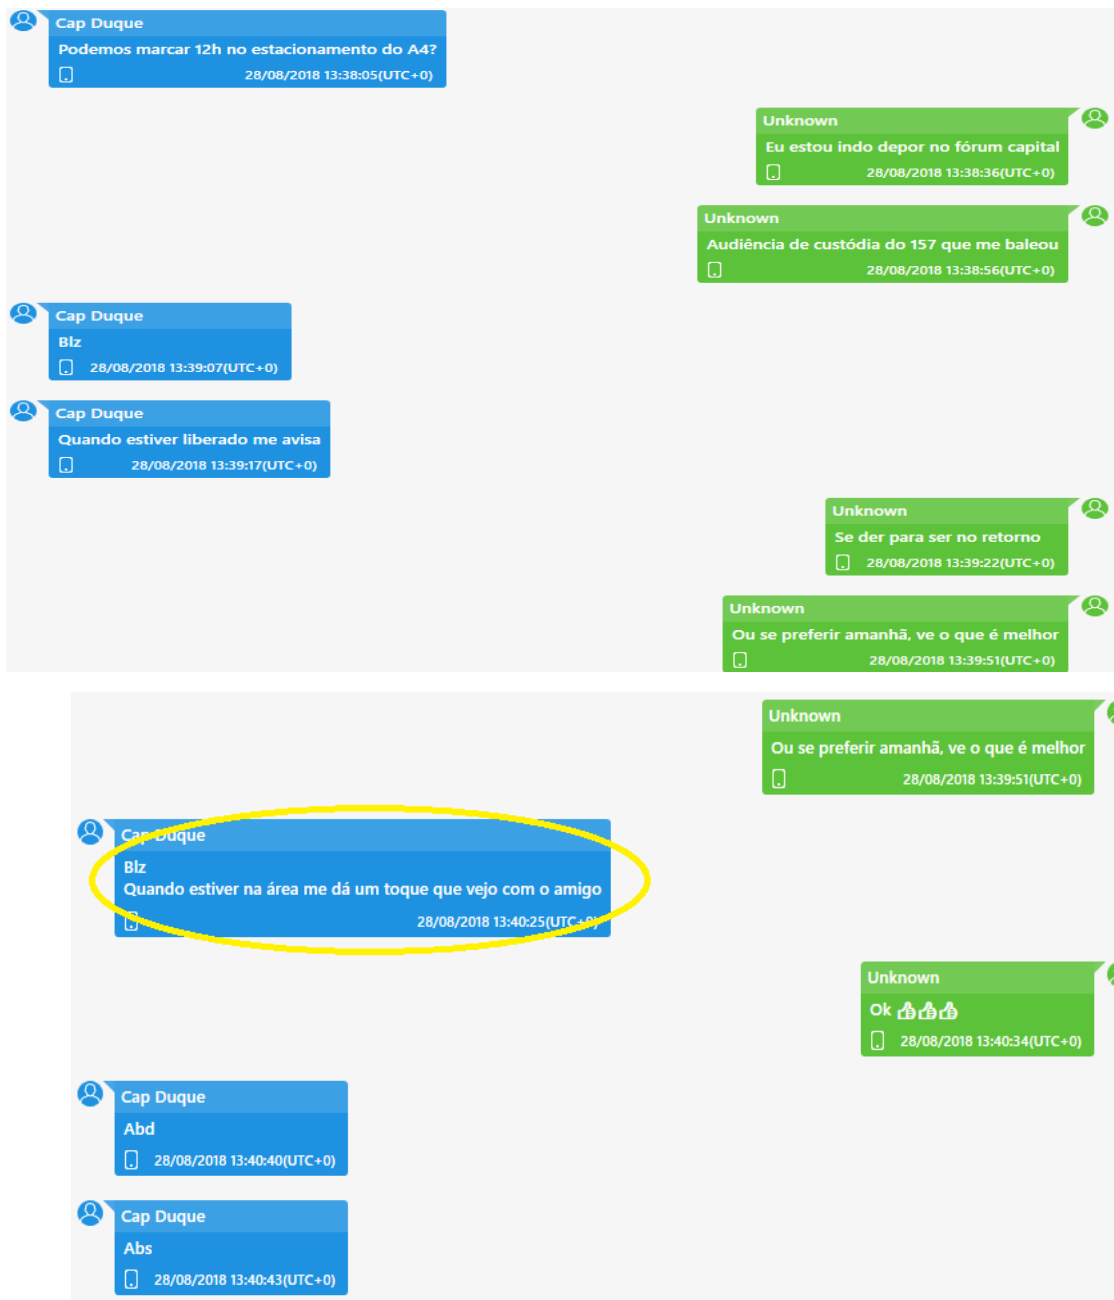 Cap Duque
Podemos marcar 12h no estacionamento do A4?
28/08/2018 13:38:05(UTC+0)
Unknown
Eu estou indo depor no fórum capital
28/08/2018 13:38:36(UTC+0)
Unknown
Audiência de custódia do 157 que me baleou
28/08/2018 13:38:56(UTC+0)
Cap Duque
Blz
28/08/2018 13:39:07(UTC+0)
Cap Duque
Quando estiver liberado me avisa
28/08/2018 13:39:17(UTC+0)
Unknown
Se der para ser no retorno
28/08/2018 13:39:22(UTC+0)
Unknown
Ou se preferir amanhã, ve o que é melhor
28/08/2018 13:39:51(UTC+0)
Unknown
Ou se preferir amanhã, ve o que é melhor
28/08/2018 13:39:51(UTC+0)
Cap Duque
Blz
Quando estiver na área me dá um toque que vejo com o amigo
28/08/2018 13:40:25(UTC+0)
Unknown
Ok 👍👍👍
28/08/2018 13:40:34(UTC+0)
Cap Duque
Abd
28/08/2018 13:40:40(UTC+0)
Cap Duque
Abs
28/08/2018 13:40:43(UTC+0)